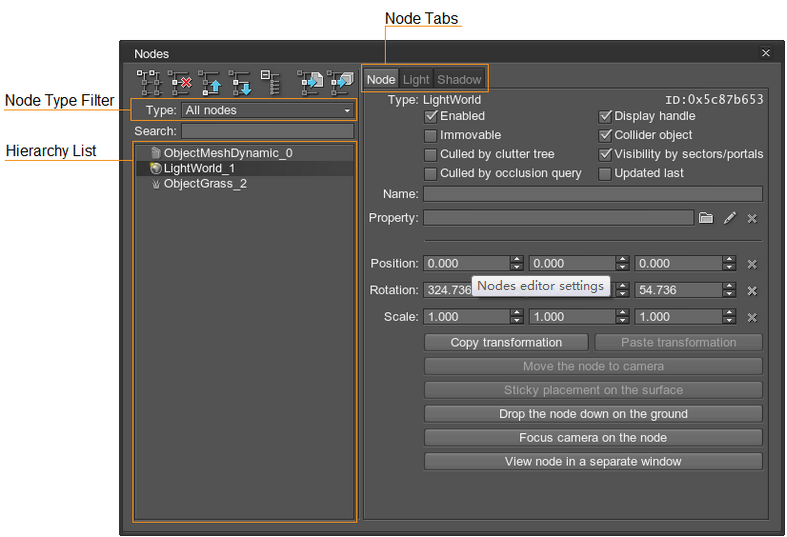 Node Tabs
Nodes
Node Type Filter
Type: All nodes
Search:
Hierarchy List
ObjectMeshDynamic_0
LightWorld_1
ObjectGrass_2
Node Light Shadow
Type: LightWorld ID:0x5c87b653
Enabled Display handle
Immovable Collider object
Culled by clutter tree Visibility by sectors/portals
Culled by occlusion query Updated last
Name:
Property:
Position: 0.000 0.000 0.000
Nodes editor settings
Rotation: 324.736 54.736
Scale: 1.000 1.000 1.000
Copy transformation Paste transformation
Move the node to camera
Sticky placement on the surface
Drop the node down on the ground
Focus camera on the node
View node in a separate window